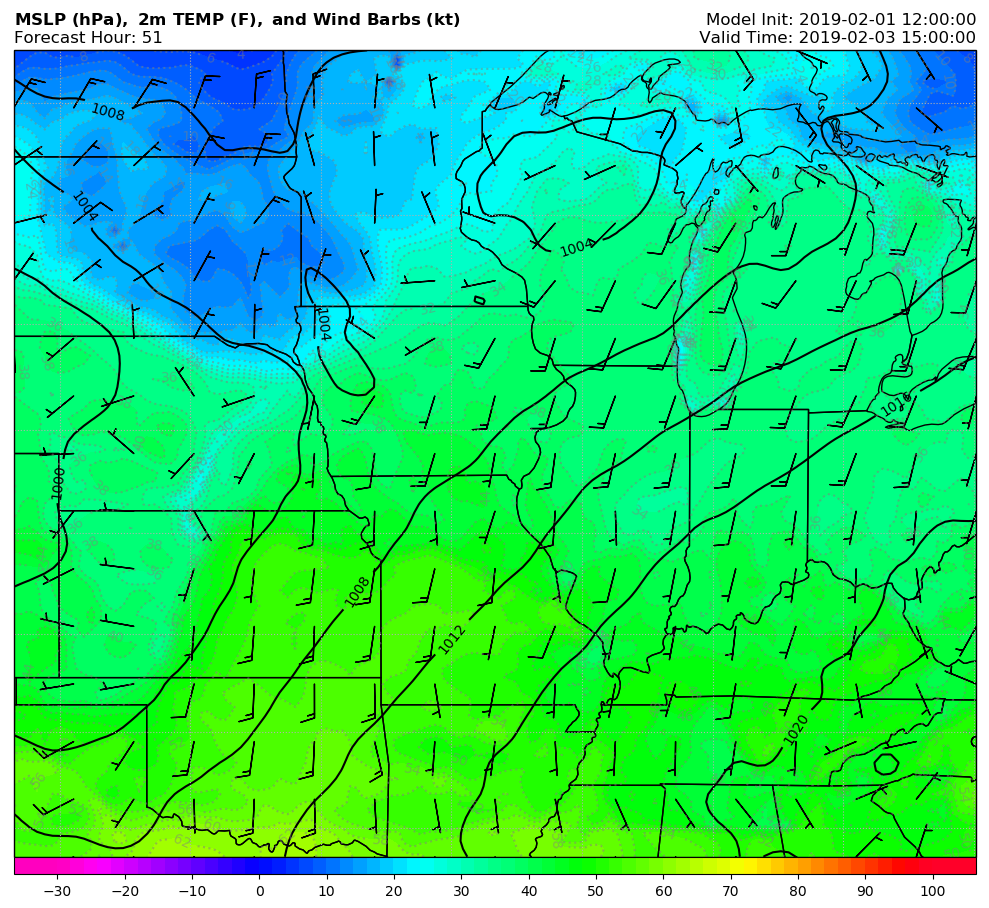 MSLP (hPa), 2m TEMP (F), and Wind Barbs (kt)
Model Init: 2019-02-01 12:00:00
Forecast Hour: 51
Valid Time: 2019-02-03 15:00:00
1008
1004
1004
1004
1016
1000
1008
1012
1020
−30 −20 −10 0 10 20 30 40 50 60 70 80 90 100